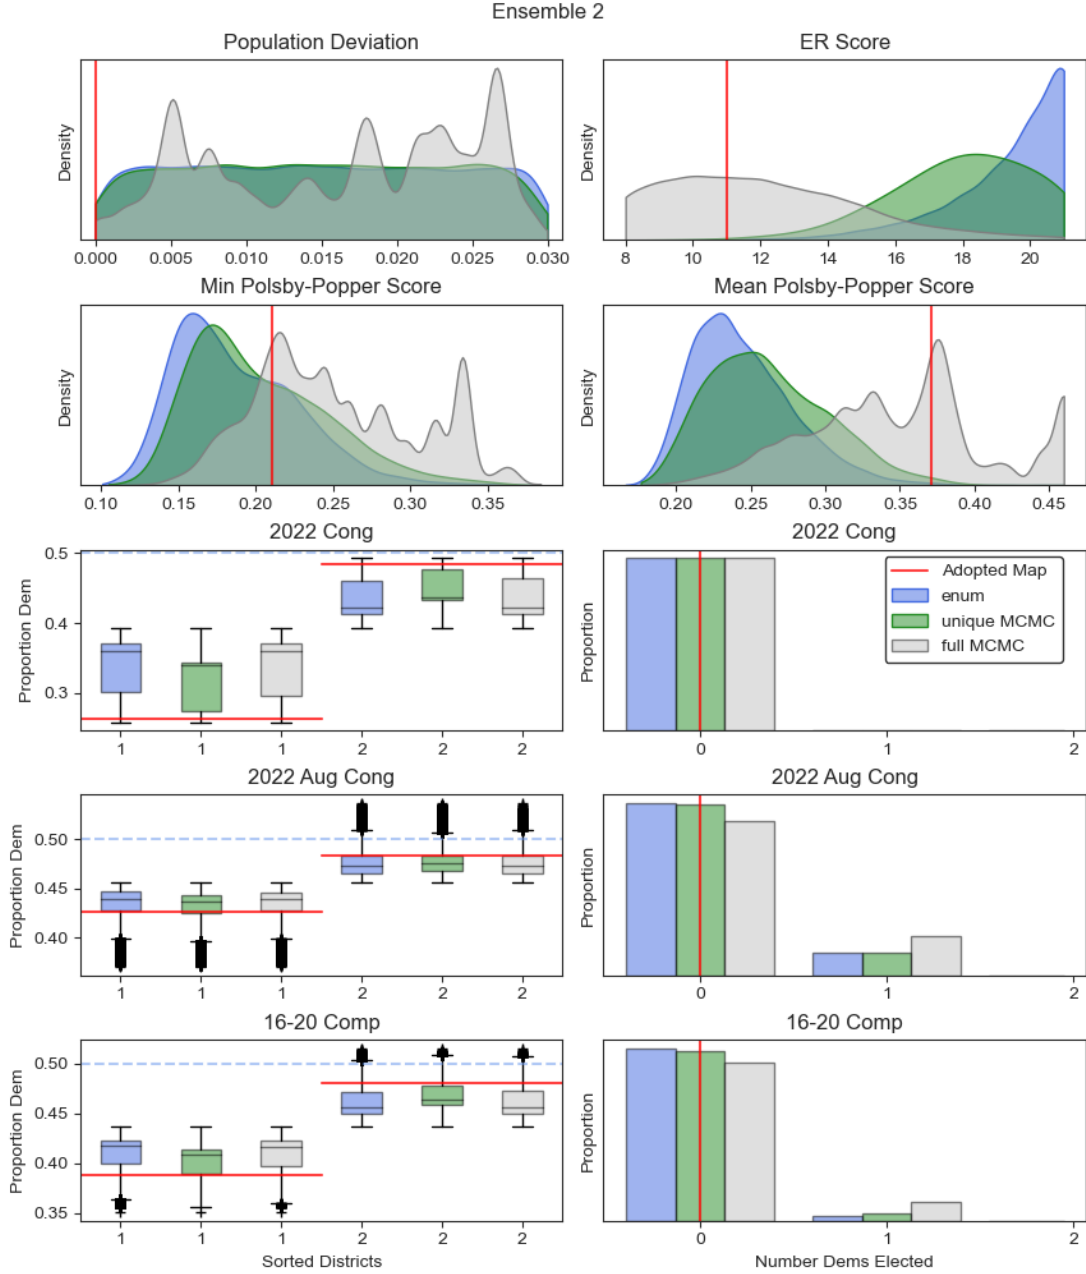 Ensemble 2
Population Deviation
ER Score
Density
Density
0.000 0.005 0.010 0.015 0.020 0.025 0.030
8 10 12 14 16 18 20
Min Polsby-Popper Score
Mean Polsby-Popper Score
Density
Density
0.10 0.15 0.20 0.25 0.30 0.35
0.20 0.25 0.30 0.35 0.40 0.45
2022 Cong
2022 Cong
Proportion Dem
0.5
0.4
0.3
1 1 1 2 2 2
Proportion
Adopted Map
enum
unique MCMC
full MCMC
0 1 2
2022 Aug Cong
2022 Aug Cong
Proportion Dem
0.50
0.45
0.40
1 1 1 2 2 2
Proportion
0 1 2
16-20 Comp
16-20 Comp
Proportion Dem
0.50
0.45
0.40
0.35
1 1 1 2 2 2
Sorted Districts
Proportion
0 1 2
Number Dems Elected